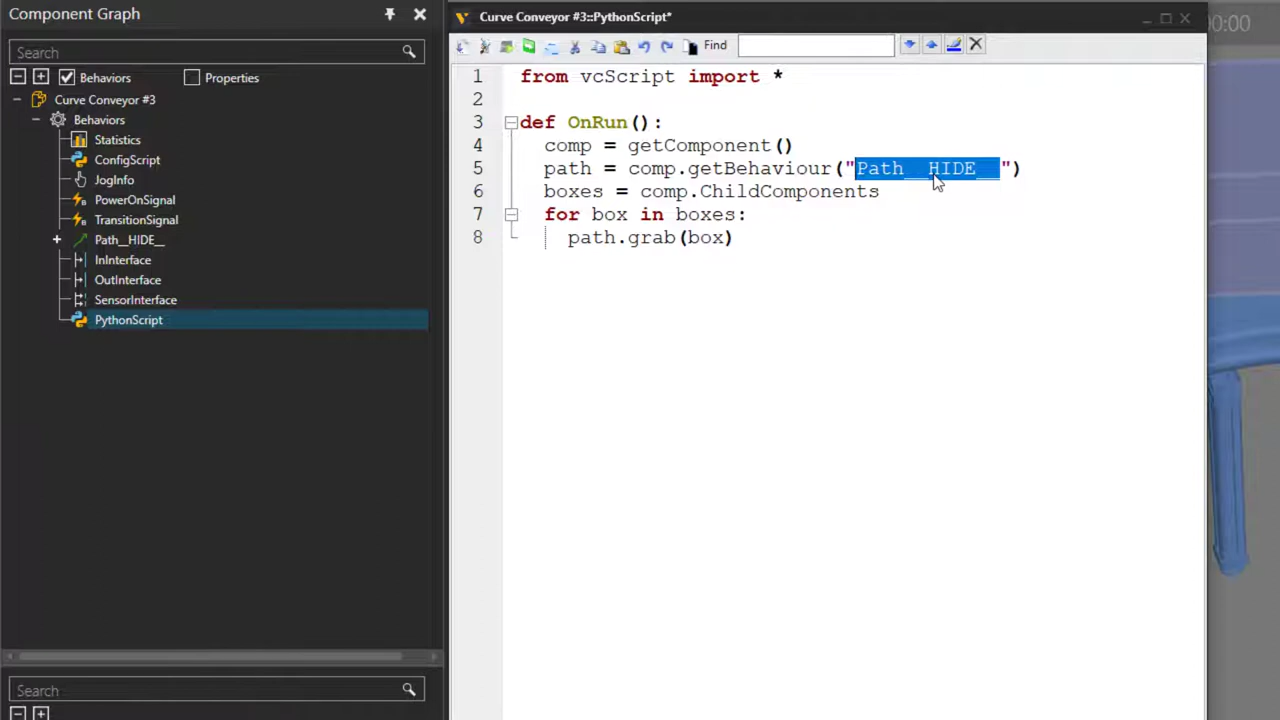 Component Graph
Search
Behaviors
Properties
Curve Conveyor #3
Behaviors
Statistics
ConfigScript
JogInfo
PowerOnSignal
TransitionSignal
Path__HIDE__
InInterface
OutInterface
SensorInterface
PythonScript
Search
Curve Conveyor #3::PythonScript*
Find
1 from vcScript import *
2
3 def OnRun():
4 comp = getComponent()
5 path = comp.getBehaviour("Path__HIDE__")
6 boxes = comp.ChildComponents
7 for box in boxes:
8 path.grab(box)
00:00